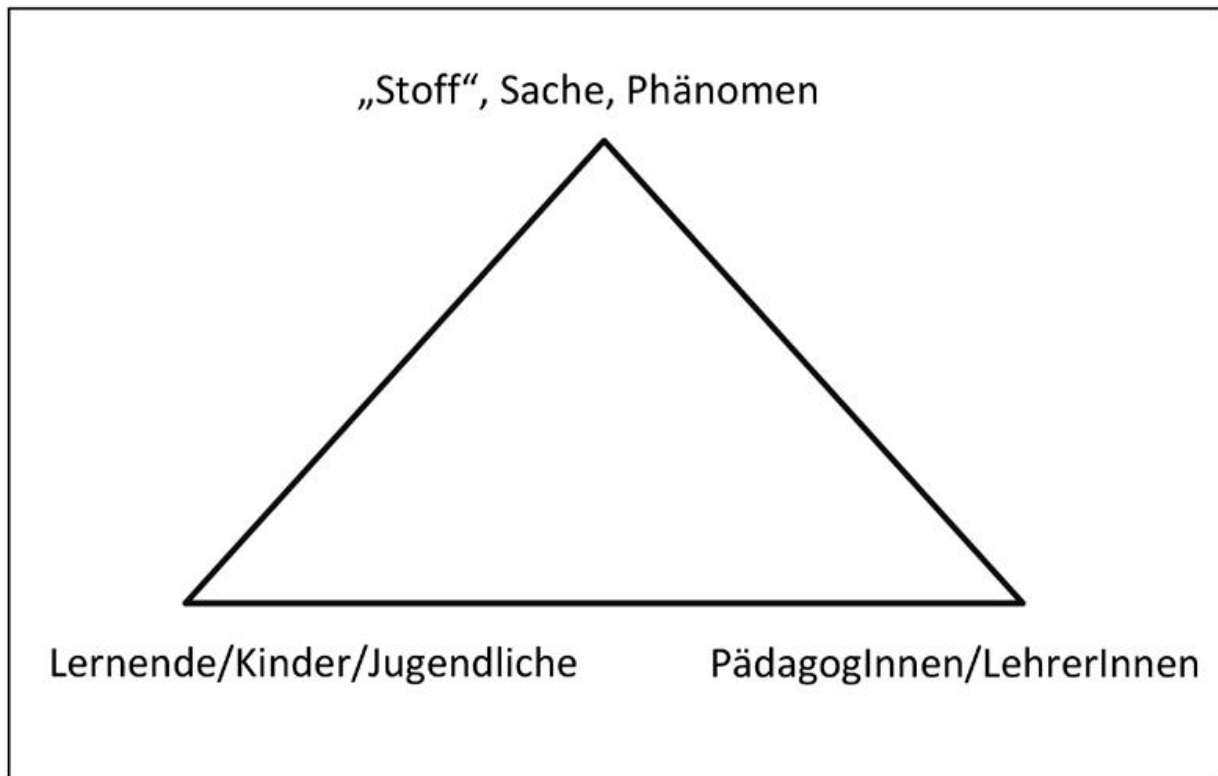 „Stoff“, Sache, Phänomen
Lernende/Kinder/Jugendliche
PädagogInnen/LehrerInnen